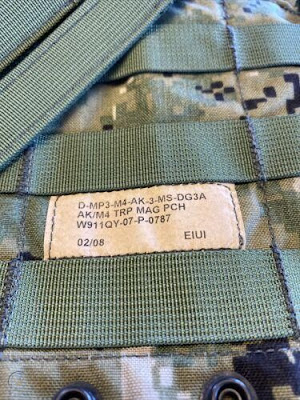 D-MP3-M4-AK-3-MS-DG3A
AK/M4 TRP MAG PCH
W911QY-07-P-0787
02/08 EIUI